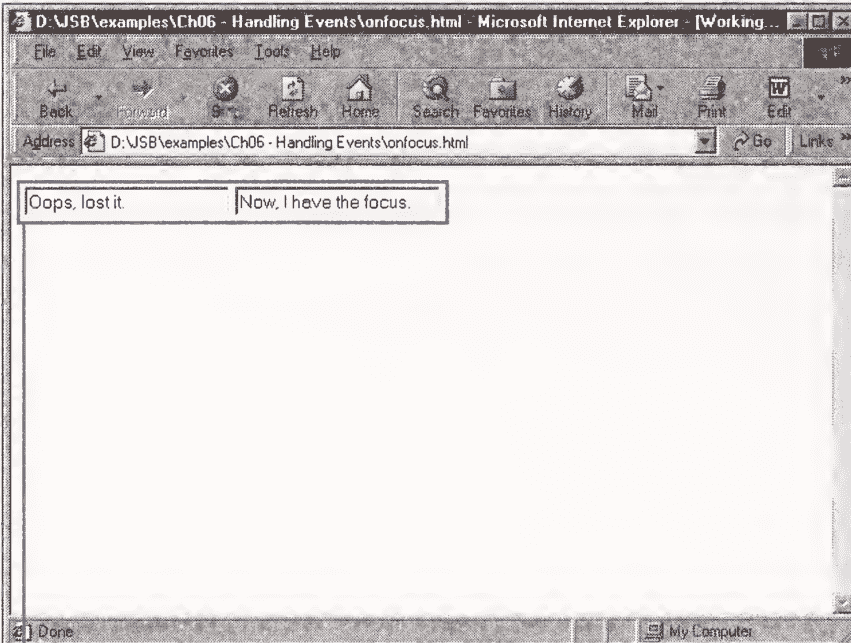 D:\JSB\examples\Ch06 - Handling Events\onfocus.html - Microsoft Internet Explorer - [Working...
File Edit View Favorites Tools Help
Back Forward Stop Refresh Home Search Favorites History Mail Print Edit »
Address D:\JSB\examples\Ch06 - Handling Events\onfocus.html Go Links »
Oops, lost it. Now, I have the focus.
Done My Computer